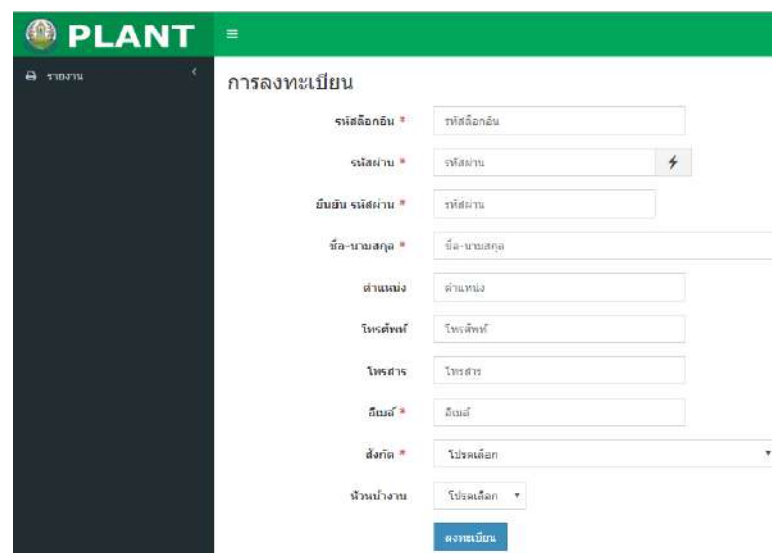 PLANT
รายงาน
การลงทะเบียน
รหัสล็อกอิน *
รหัสล็อกอิน
รหัสผ่าน *
รหัสผ่าน
ยืนยัน รหัสผ่าน *
รหัสผ่าน
ชื่อ-นามสกุล *
ชื่อ-นามสกุล
ตำแหน่ง
ตำแหน่ง
โทรศัพท์
โทรศัพท์
โทรสาร
โทรสาร
อีเมล์ *
อีเมล์
สังกัด *
โปรดเลือก
หัวหน้างาน
โปรดเลือก
ลงทะเบียน